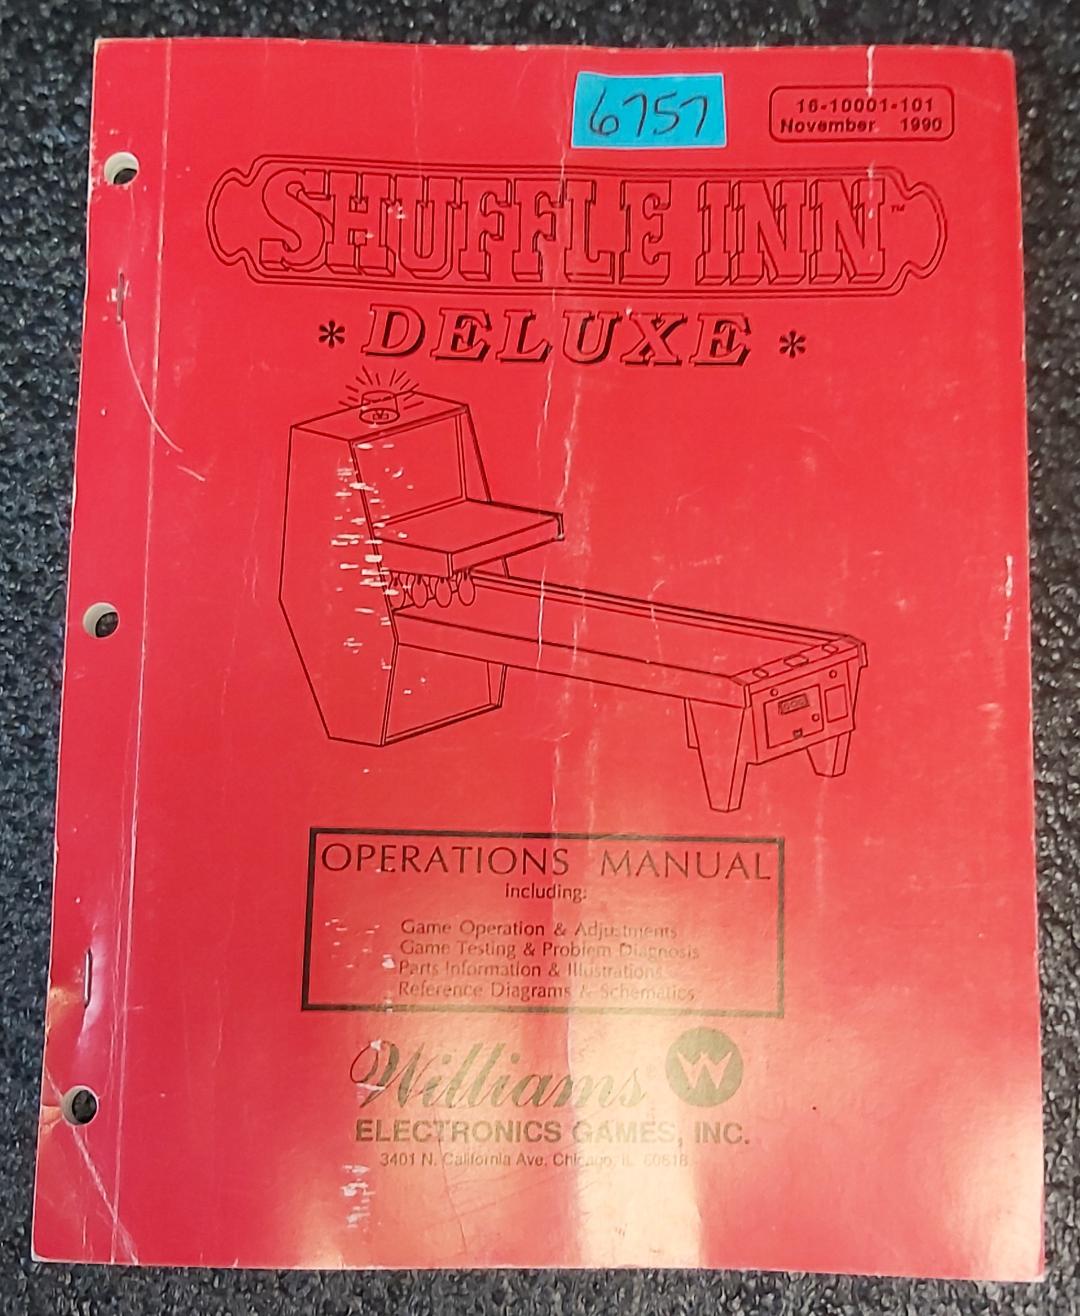 6757
16-10001-101
November 1990
SHUFFLE INN™
* DELUXE *
OPERATIONS MANUAL
including:
Game Operation & Adjustments
Game Testing & Problem Diagnosis
Parts Information & Illustrations
Reference Diagrams & Schematics
Williams® W
ELECTRONICS GAMES, INC.
3401 N. California Ave. Chicago, IL 60618